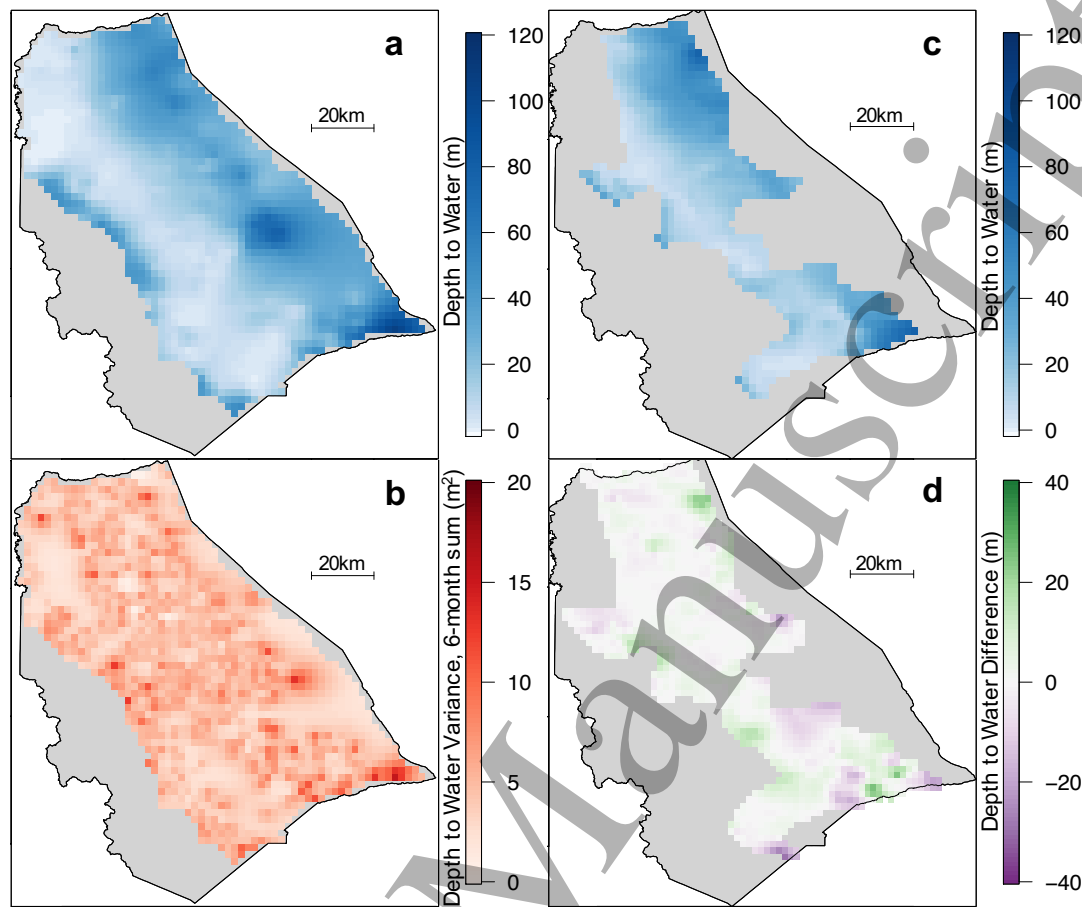 a
20km
120
100
80
60
40
20
0
Depth to Water (m)
c
20km
120
100
80
60
40
20
0
Depth to Water (m)
b
20km
20
15
10
5
0
Depth to Water Variance, 6-month sum (m²)
d
20km
40
20
0
−20
−40
Depth to Water Difference (m)
Manuscrip